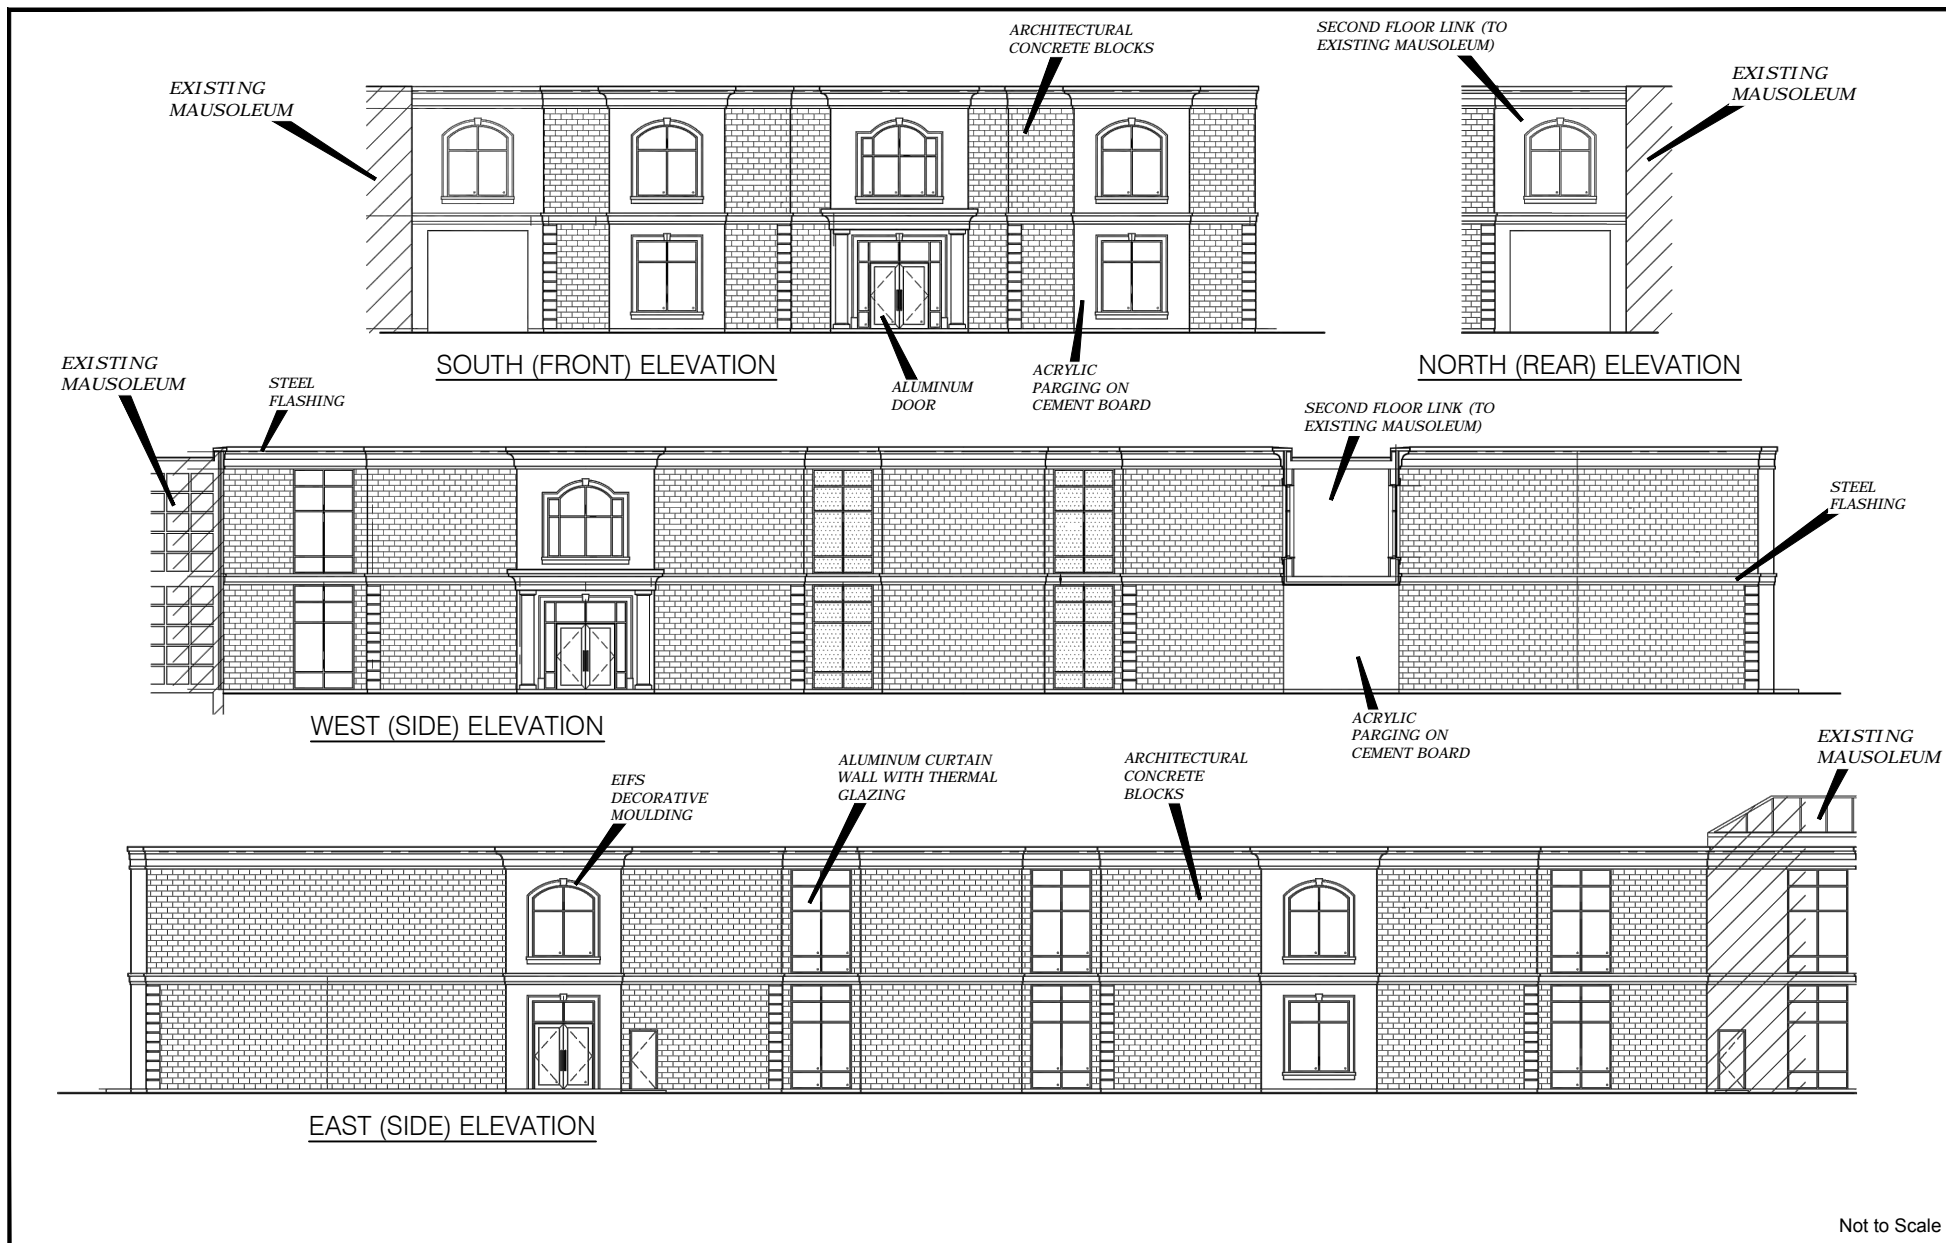 ARCHITECTURAL
CONCRETE BLOCKS
SECOND FLOOR LINK (TO
EXISTING MAUSOLEUM)
EXISTING
MAUSOLEUM
EXISTING
MAUSOLEUM
SOUTH (FRONT) ELEVATION
NORTH (REAR) ELEVATION
ALUMINUM
DOOR
ACRYLIC
PARGING ON
CEMENT BOARD
EXISTING
MAUSOLEUM
STEEL
FLASHING
SECOND FLOOR LINK (TO
EXISTING MAUSOLEUM)
STEEL
FLASHING
WEST (SIDE) ELEVATION
ACRYLIC
PARGING ON
CEMENT BOARD
EIFS
DECORATIVE
MOULDING
ALUMINUM CURTAIN
WALL WITH THERMAL
GLAZING
ARCHITECTURAL
CONCRETE
BLOCKS
EXISTING
MAUSOLEUM
EAST (SIDE) ELEVATION
Not to Scale